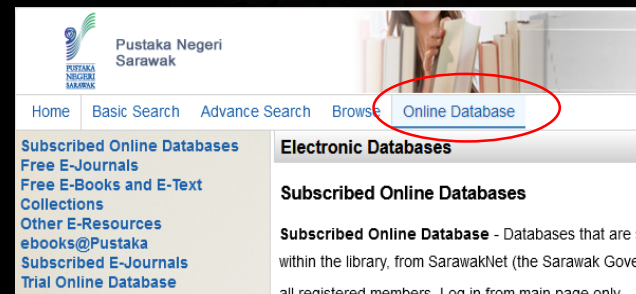 Pustaka Negeri
Sarawak
PUSTAKA
NEGERI
SARAWAK
Home Basic Search Advance Search Browse Online Database
Subscribed Online Databases
Free E-Journals
Free E-Books and E-Text
Collections
Other E-Resources
ebooks@Pustaka
Subscribed E-Journals
Trial Online Database
Electronic Databases
Subscribed Online Databases
Subscribed Online Database - Databases that are
within the library, from SarawakNet (the Sarawak Gove
all registered members. Log in from main page only